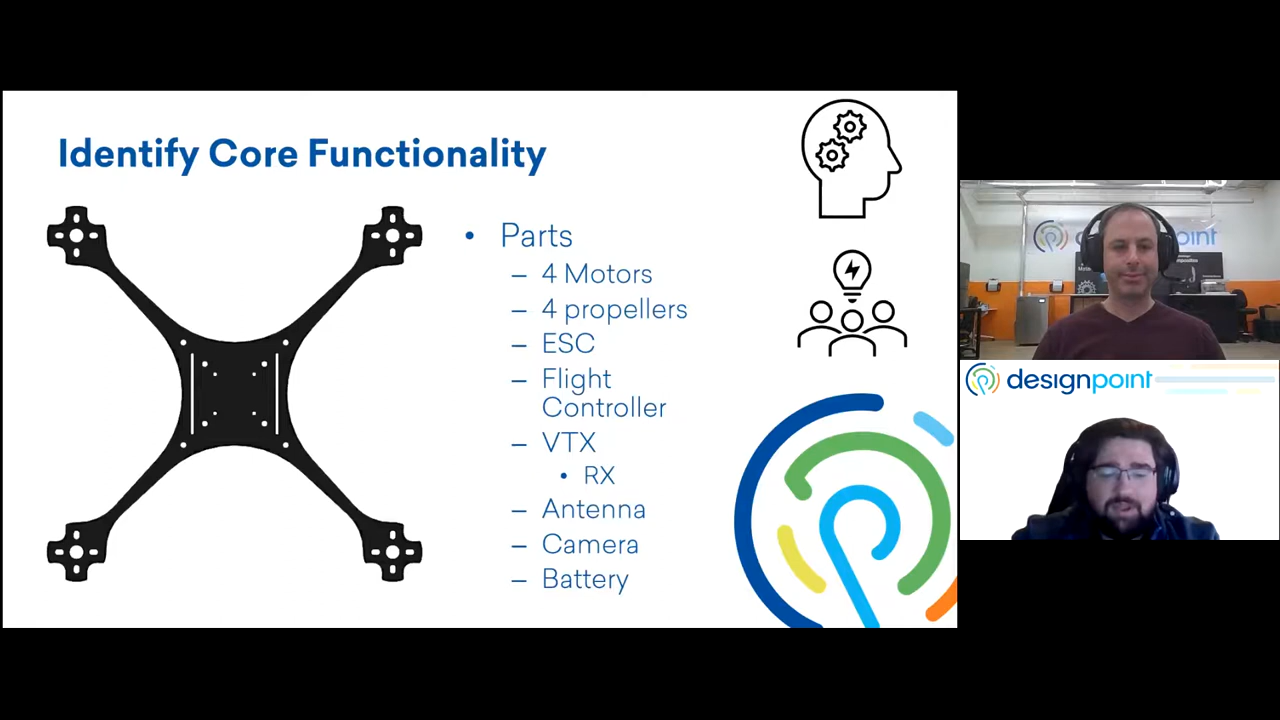 Identify Core Functionality
• Parts
– 4 Motors
– 4 propellers
– ESC
– Flight
Controller
– VTX
• RX
– Antenna
– Camera
– Battery
designpoint